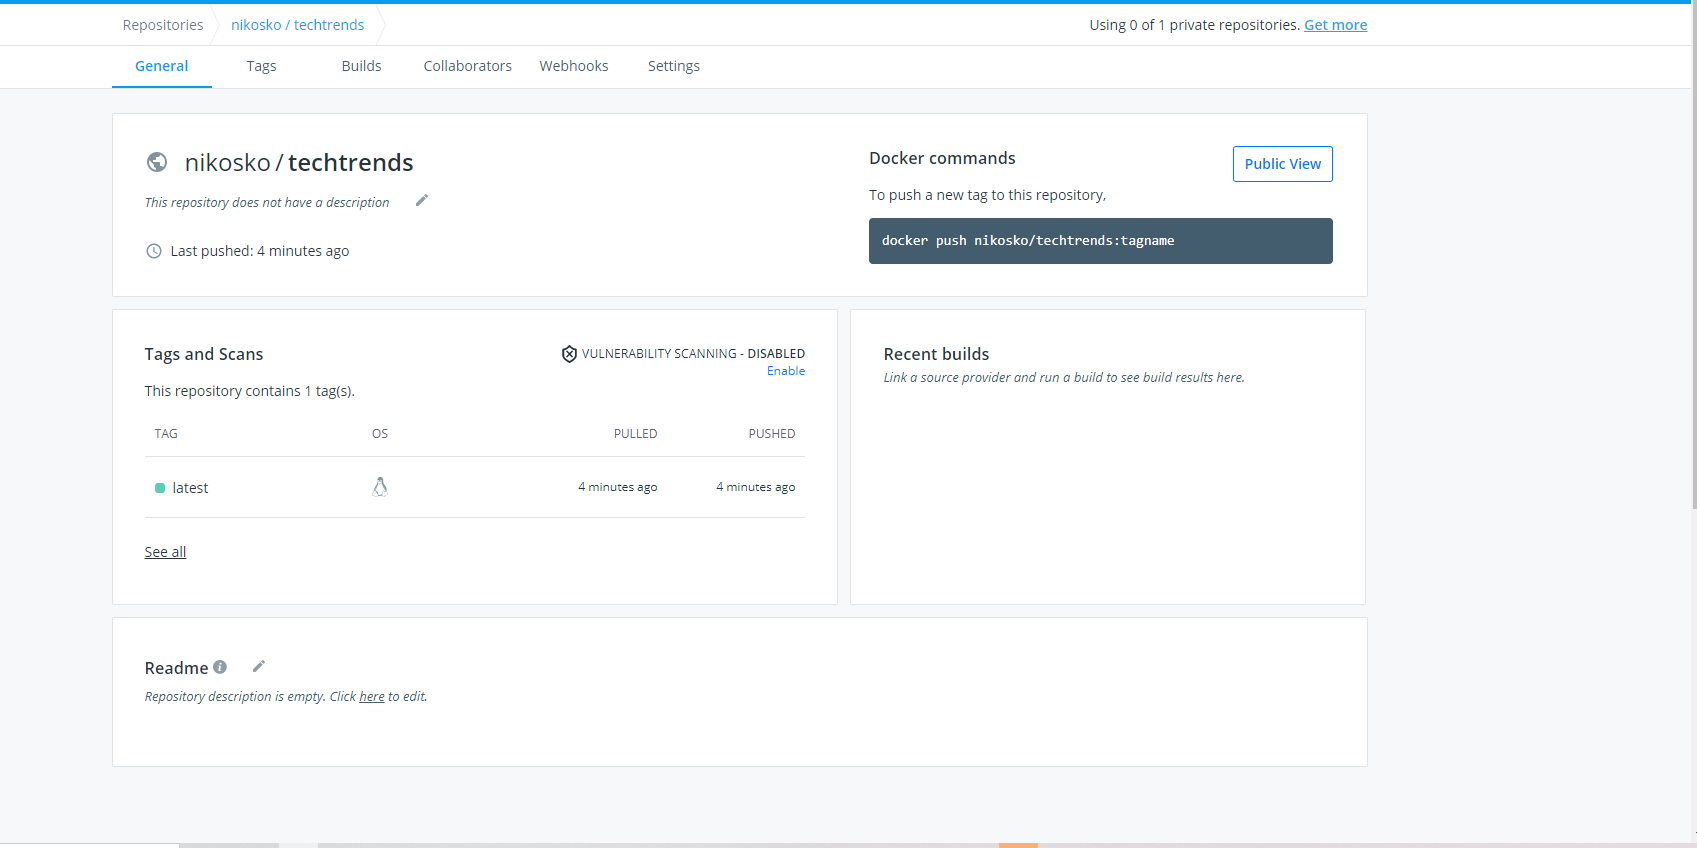 Repositories nikosko / techtrends Using 0 of 1 private repositories. Get more
General Tags Builds Collaborators Webhooks Settings
nikosko / techtrends
This repository does not have a description
Last pushed: 4 minutes ago
Docker commands
Public View
To push a new tag to this repository,
docker push nikosko/techtrends:tagname
Tags and Scans
VULNERABILITY SCANNING - DISABLED
Enable
This repository contains 1 tag(s).
TAG OS PULLED PUSHED
latest 4 minutes ago 4 minutes ago
See all
Recent builds
Link a source provider and run a build to see build results here.
Readme
Repository description is empty. Click here to edit.